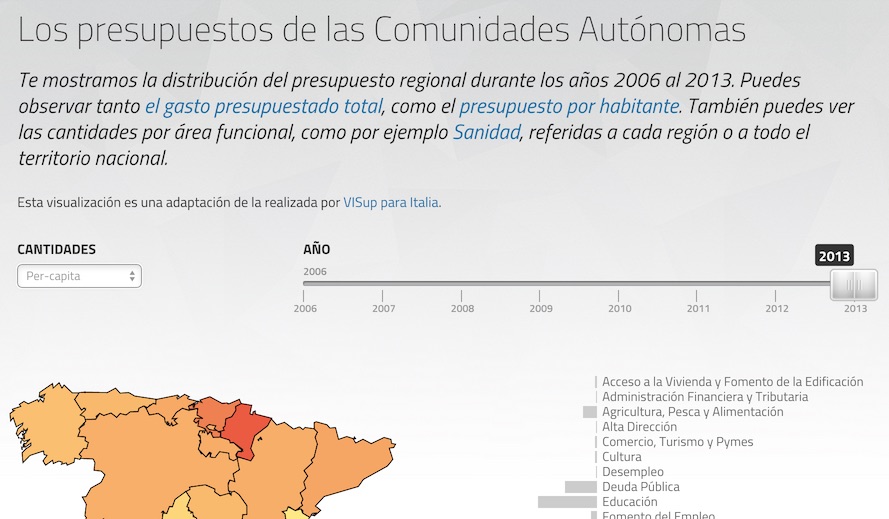 Los presupuestos de las Comunidades Autónomas
Te mostramos la distribución del presupuesto regional durante los años 2006 al 2013. Puedes
observar tanto el gasto presupuestado total, como el presupuesto por habitante. También puedes ver
las cantidades por área funcional, como por ejemplo Sanidad, referidas a cada región o a todo el
territorio nacional.
Esta visualización es una adaptación de la realizada por VISup para Italia.
CANTIDADES
Per-capita
AÑO
2013
2006
2006 2007 2008 2009 2010 2011 2012 2013
Acceso a la Vivienda y Fomento de la Edificación
Administración Financiera y Tributaria
Agricultura, Pesca y Alimentación
Alta Dirección
Comercio, Turismo y Pymes
Cultura
Desempleo
Deuda Pública
Educación
Fomento del Empleo